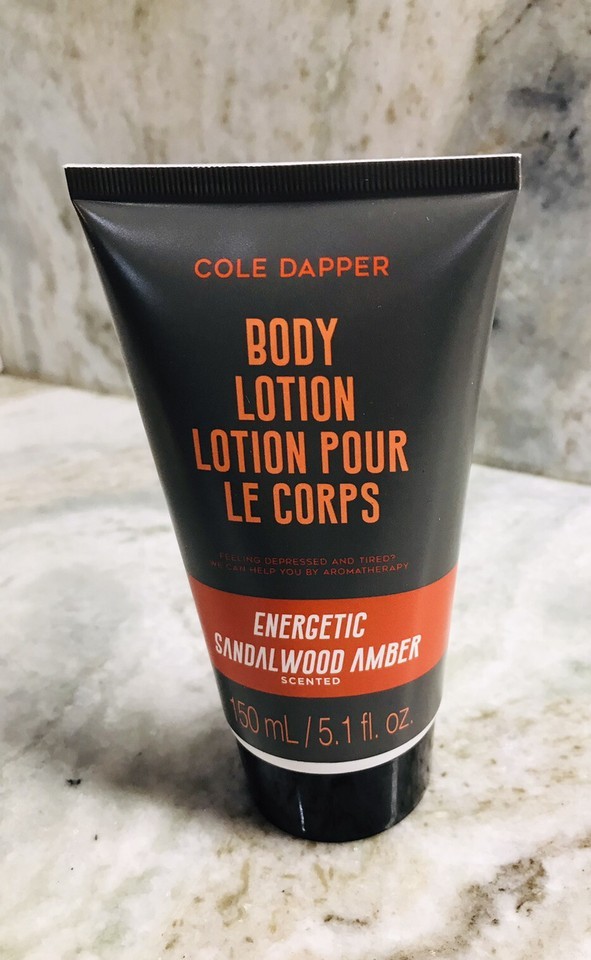 COLE DAPPER
BODY
LOTION
LOTION POUR
LE CORPS
FEELING DEPRESSED AND TIRED?
WE CAN HELP YOU BY AROMATHERAPY
ENERGETIC
SANDALWOOD AMBER
SCENTED
150 mL/5.1 fl. oz.